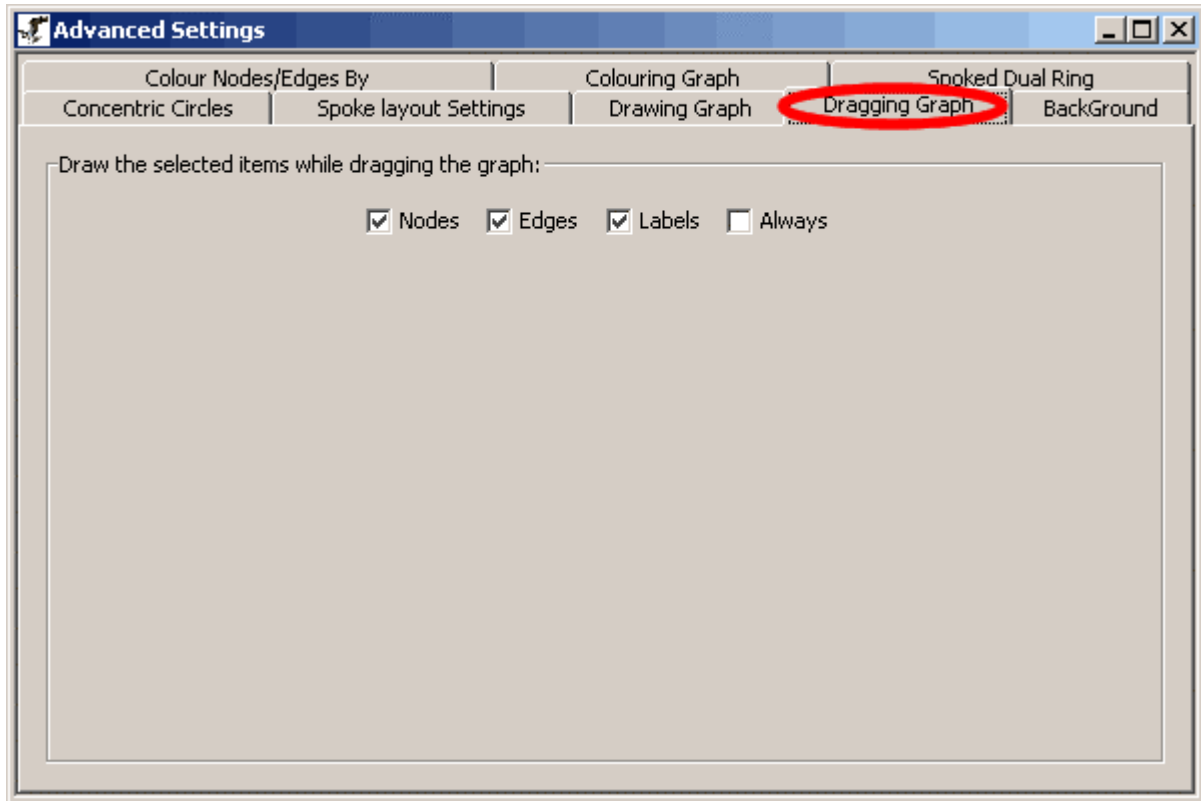 Advanced Settings
Colour Nodes/Edges By Colouring Graph Spoked Dual Ring
Concentric Circles Spoke layout Settings Drawing Graph Dragging Graph BackGround
Draw the selected items while dragging the graph:
Nodes Edges Labels Always